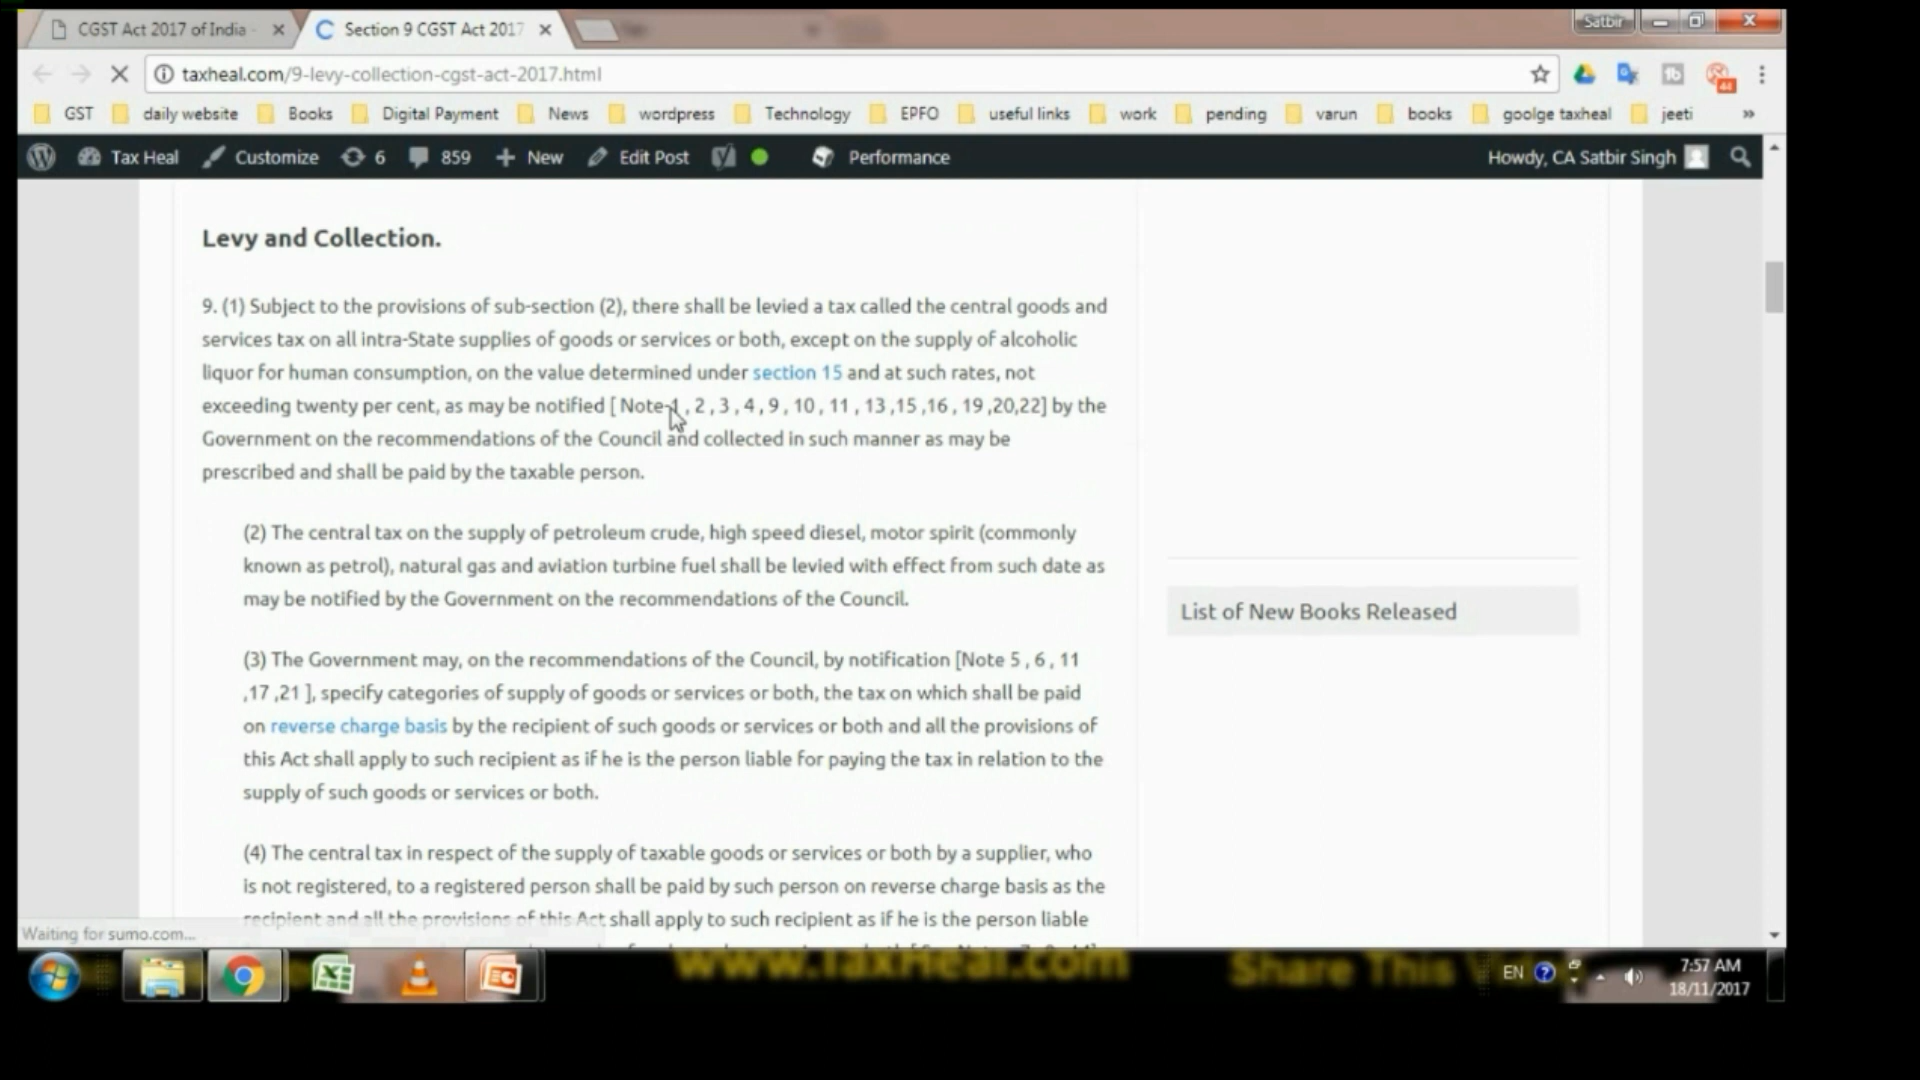 CGST Act 2017 of India -
Section 9 CGST Act 2017
Satbir
taxheal.com/9-levy-collection-cgst-act-2017.html
44
GST daily website Books Digital Payment News wordpress Technology EPFO useful links work pending varun books goolge taxheal jeeti »
Tax Heal Customize 6 859 New Edit Post Performance Howdy, CA Satbir Singh
Levy and Collection.
9. (1) Subject to the provisions of sub-section (2), there shall be levied a tax called the central goods and
services tax on all intra-State supplies of goods or services or both, except on the supply of alcoholic
liquor for human consumption, on the value determined under section 15 and at such rates, not
exceeding twenty per cent, as may be notified [ Note-1 , 2 , 3 , 4 , 9 , 10 , 11 , 13 ,15 ,16 , 19 ,20,22] by the
Government on the recommendations of the Council and collected in such manner as may be
prescribed and shall be paid by the taxable person.
(2) The central tax on the supply of petroleum crude, high speed diesel, motor spirit (commonly
known as petrol), natural gas and aviation turbine fuel shall be levied with effect from such date as
may be notified by the Government on the recommendations of the Council.
(3) The Government may, on the recommendations of the Council, by notification [Note 5 , 6 , 11
,17 ,21 ], specify categories of supply of goods or services or both, the tax on which shall be paid
on reverse charge basis by the recipient of such goods or services or both and all the provisions of
this Act shall apply to such recipient as if he is the person liable for paying the tax in relation to the
supply of such goods or services or both.
(4) The central tax in respect of the supply of taxable goods or services or both by a supplier, who
is not registered, to a registered person shall be paid by such person on reverse charge basis as the
recipient and all the provisions of this Act shall apply to such recipient as if he is the person liable
List of New Books Released
Waiting for sumo.com...
www.TaxHeal.com
Share This
EN
7:57 AM
18/11/2017